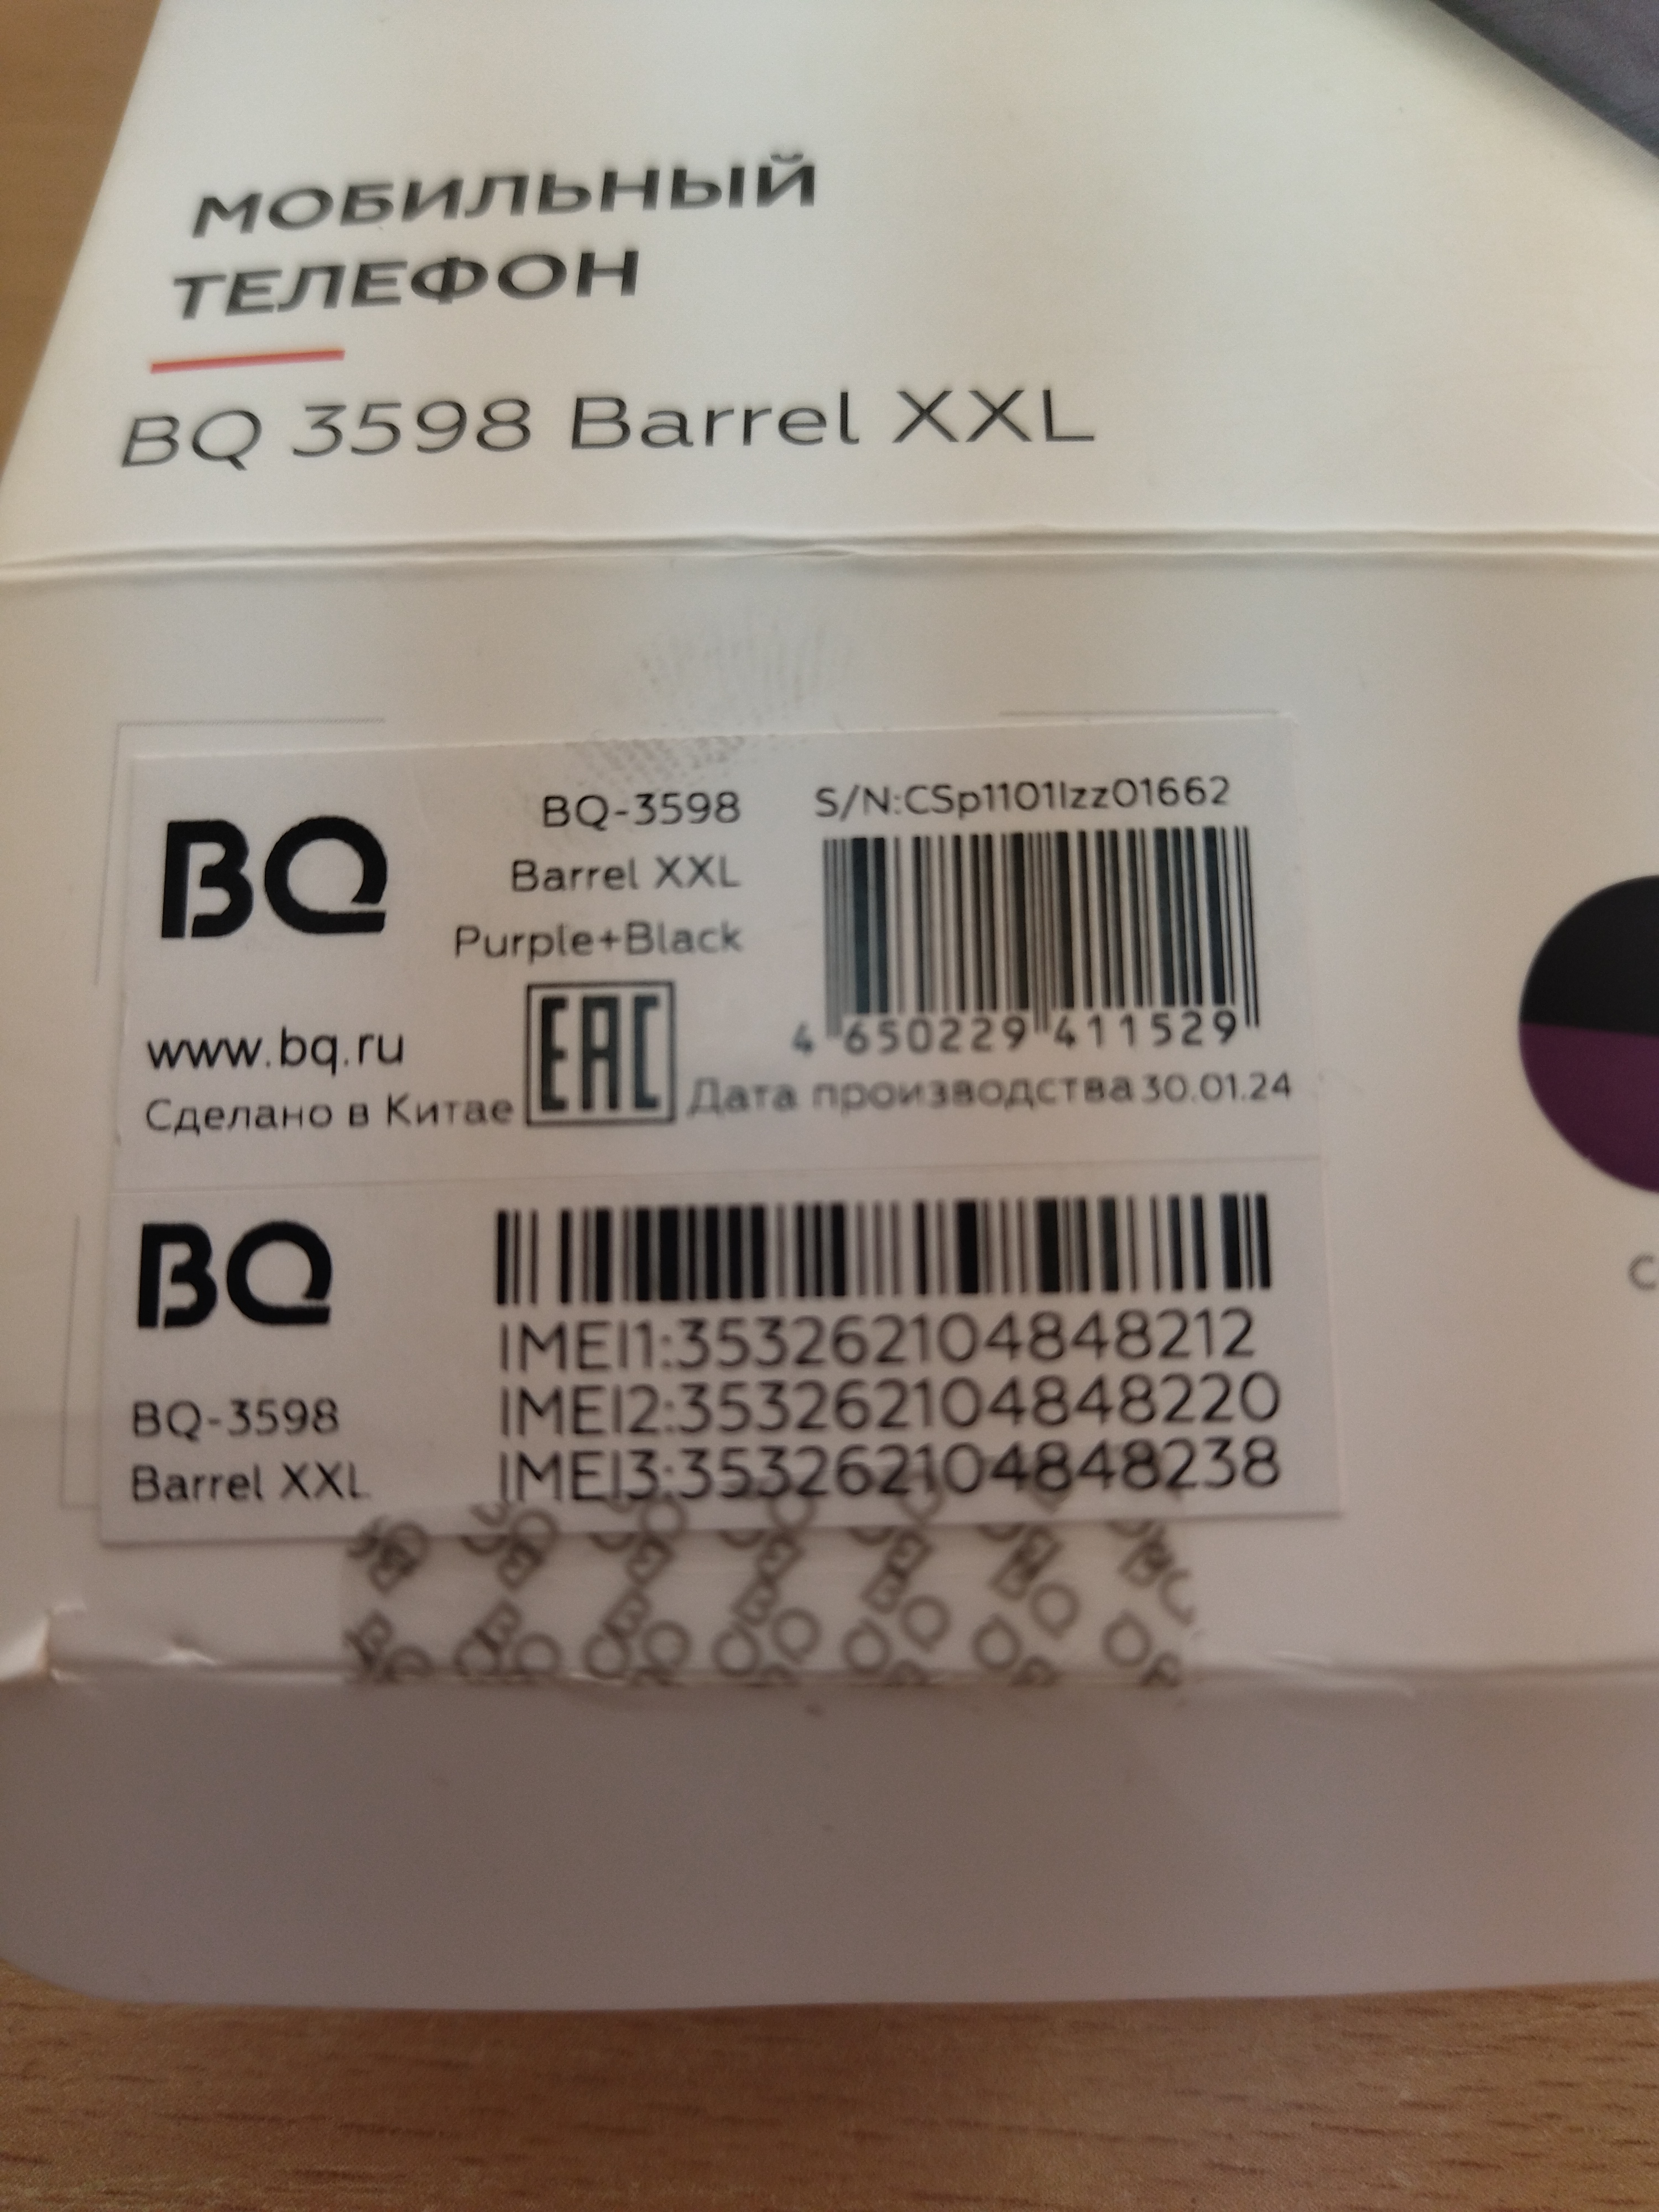 МОБИЛЬНЫЙ
ТЕЛЕФОН
BQ 3598 Barrel XXL
BQ
BQ-3598
Barrel XXL
Purple+Black
S/N:CSp1101lzz01662
4 650229 411529
www.bq.ru
Сделано в Китае
EAC
Дата производства 30.01.24
BQ
BQ-3598
Barrel XXL
IMEI1:353262104848212
IMEI2:353262104848220
IMEI3:353262104848238